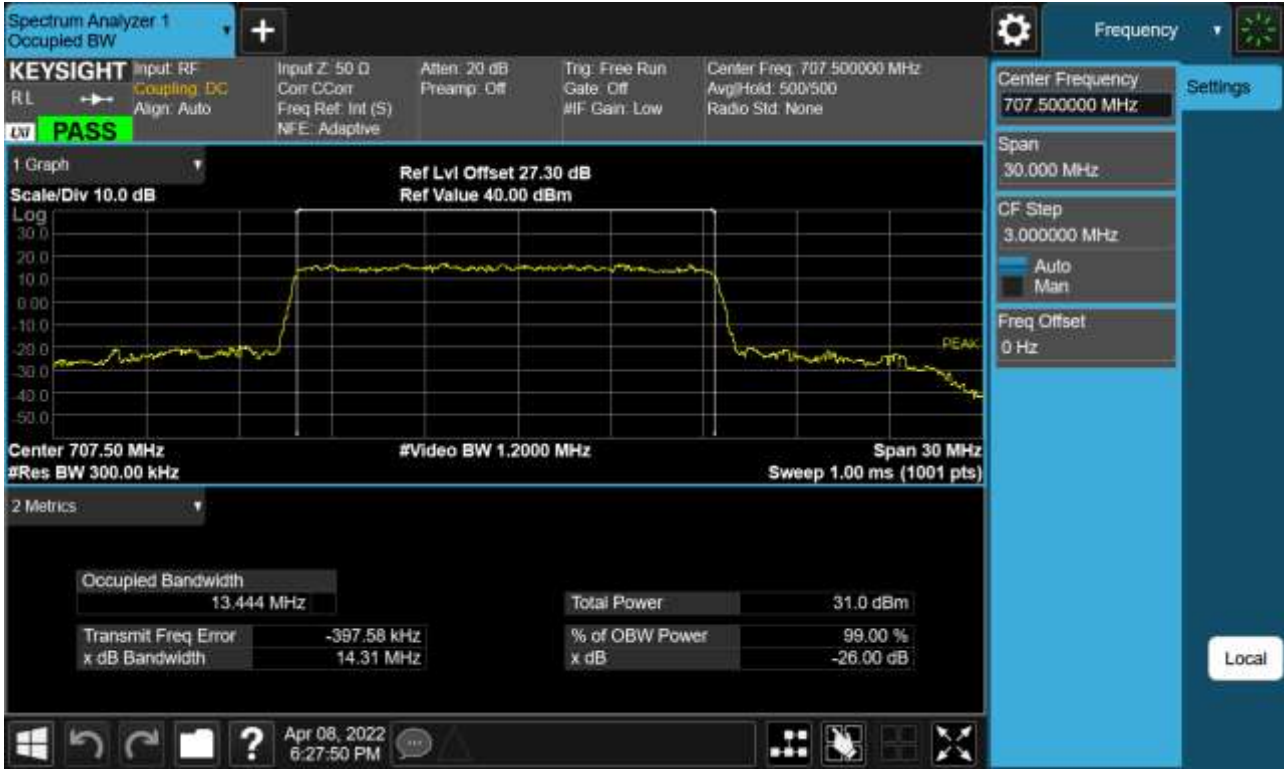 Spectrum Analyzer 1
Occupied BW
+
Frequency
KEYSIGHT
RL
LXI
PASS
Input: RF
Coupling: DC
Align: Auto
Input Z: 50 Ω
Corr CCorr
Freq Ref: Int (S)
NFE: Adaptive
Atten: 20 dB
Preamp: Off
Trig: Free Run
Gate: Off
#IF Gain: Low
Center Freq: 707.500000 MHz
Avg|Hold: 500/500
Radio Std: None
1 Graph
Scale/Div 10.0 dB
Ref Lvl Offset 27.30 dB
Ref Value 40.00 dBm
Log
30.0
20.0
10.0
0.00
-10.0
-20.0
-30.0
-40.0
-50.0
PEAK
Center 707.50 MHz
#Video BW 1.2000 MHz
Span 30 MHz
#Res BW 300.00 kHz
Sweep 1.00 ms (1001 pts)
2 Metrics
Occupied Bandwidth
13.444 MHz
Transmit Freq Error -397.58 kHz
x dB Bandwidth 14.31 MHz
Total Power 31.0 dBm
% of OBW Power 99.00 %
x dB -26.00 dB
Center Frequency
707.500000 MHz
Span
30.000 MHz
CF Step
3.000000 MHz
Auto
Man
Freq Offset
0 Hz
Settings
Local
?
Apr 08, 2022
6:27:50 PM